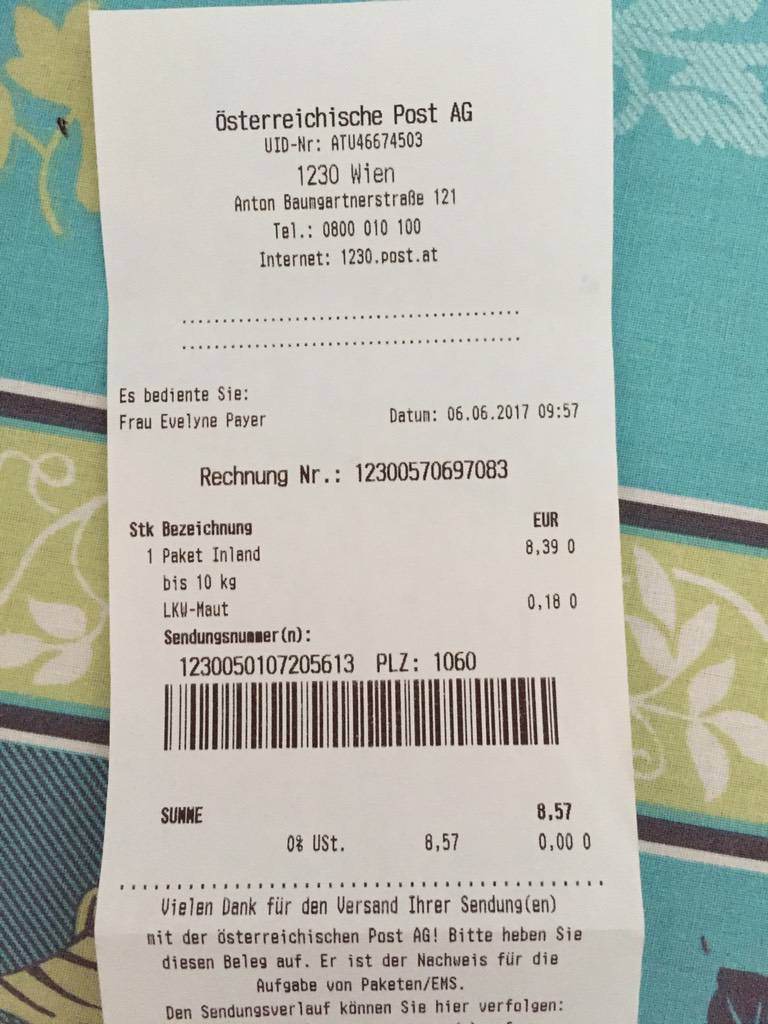 Österreichische Post AG
UID-Nr: ATU46674503
1230 Wien
Anton Baumgartnerstraße 121
Tel.: 0800 010 100
Internet: 1230.post.at
Es bediente Sie:
Frau Evelyne Payer Datum: 06.06.2017 09:57
Rechnung Nr.: 12300570697083
Stk Bezeichnung EUR
1 Paket Inland 8,39 0
bis 10 kg
LKW-Maut 0,18 0
Sendungsnummer(n):
1230050107205613 PLZ: 1060
SUMME 8,57
0% USt. 8,57 0,00 0
Vielen Dank für den Versand Ihrer Sendung(en)
mit der österreichischen Post AG! Bitte heben Sie
diesen Beleg auf. Er ist der Nachweis für die
Aufgabe von Paketen/EMS.
Den Sendungsverlauf können Sie hier verfolgen: